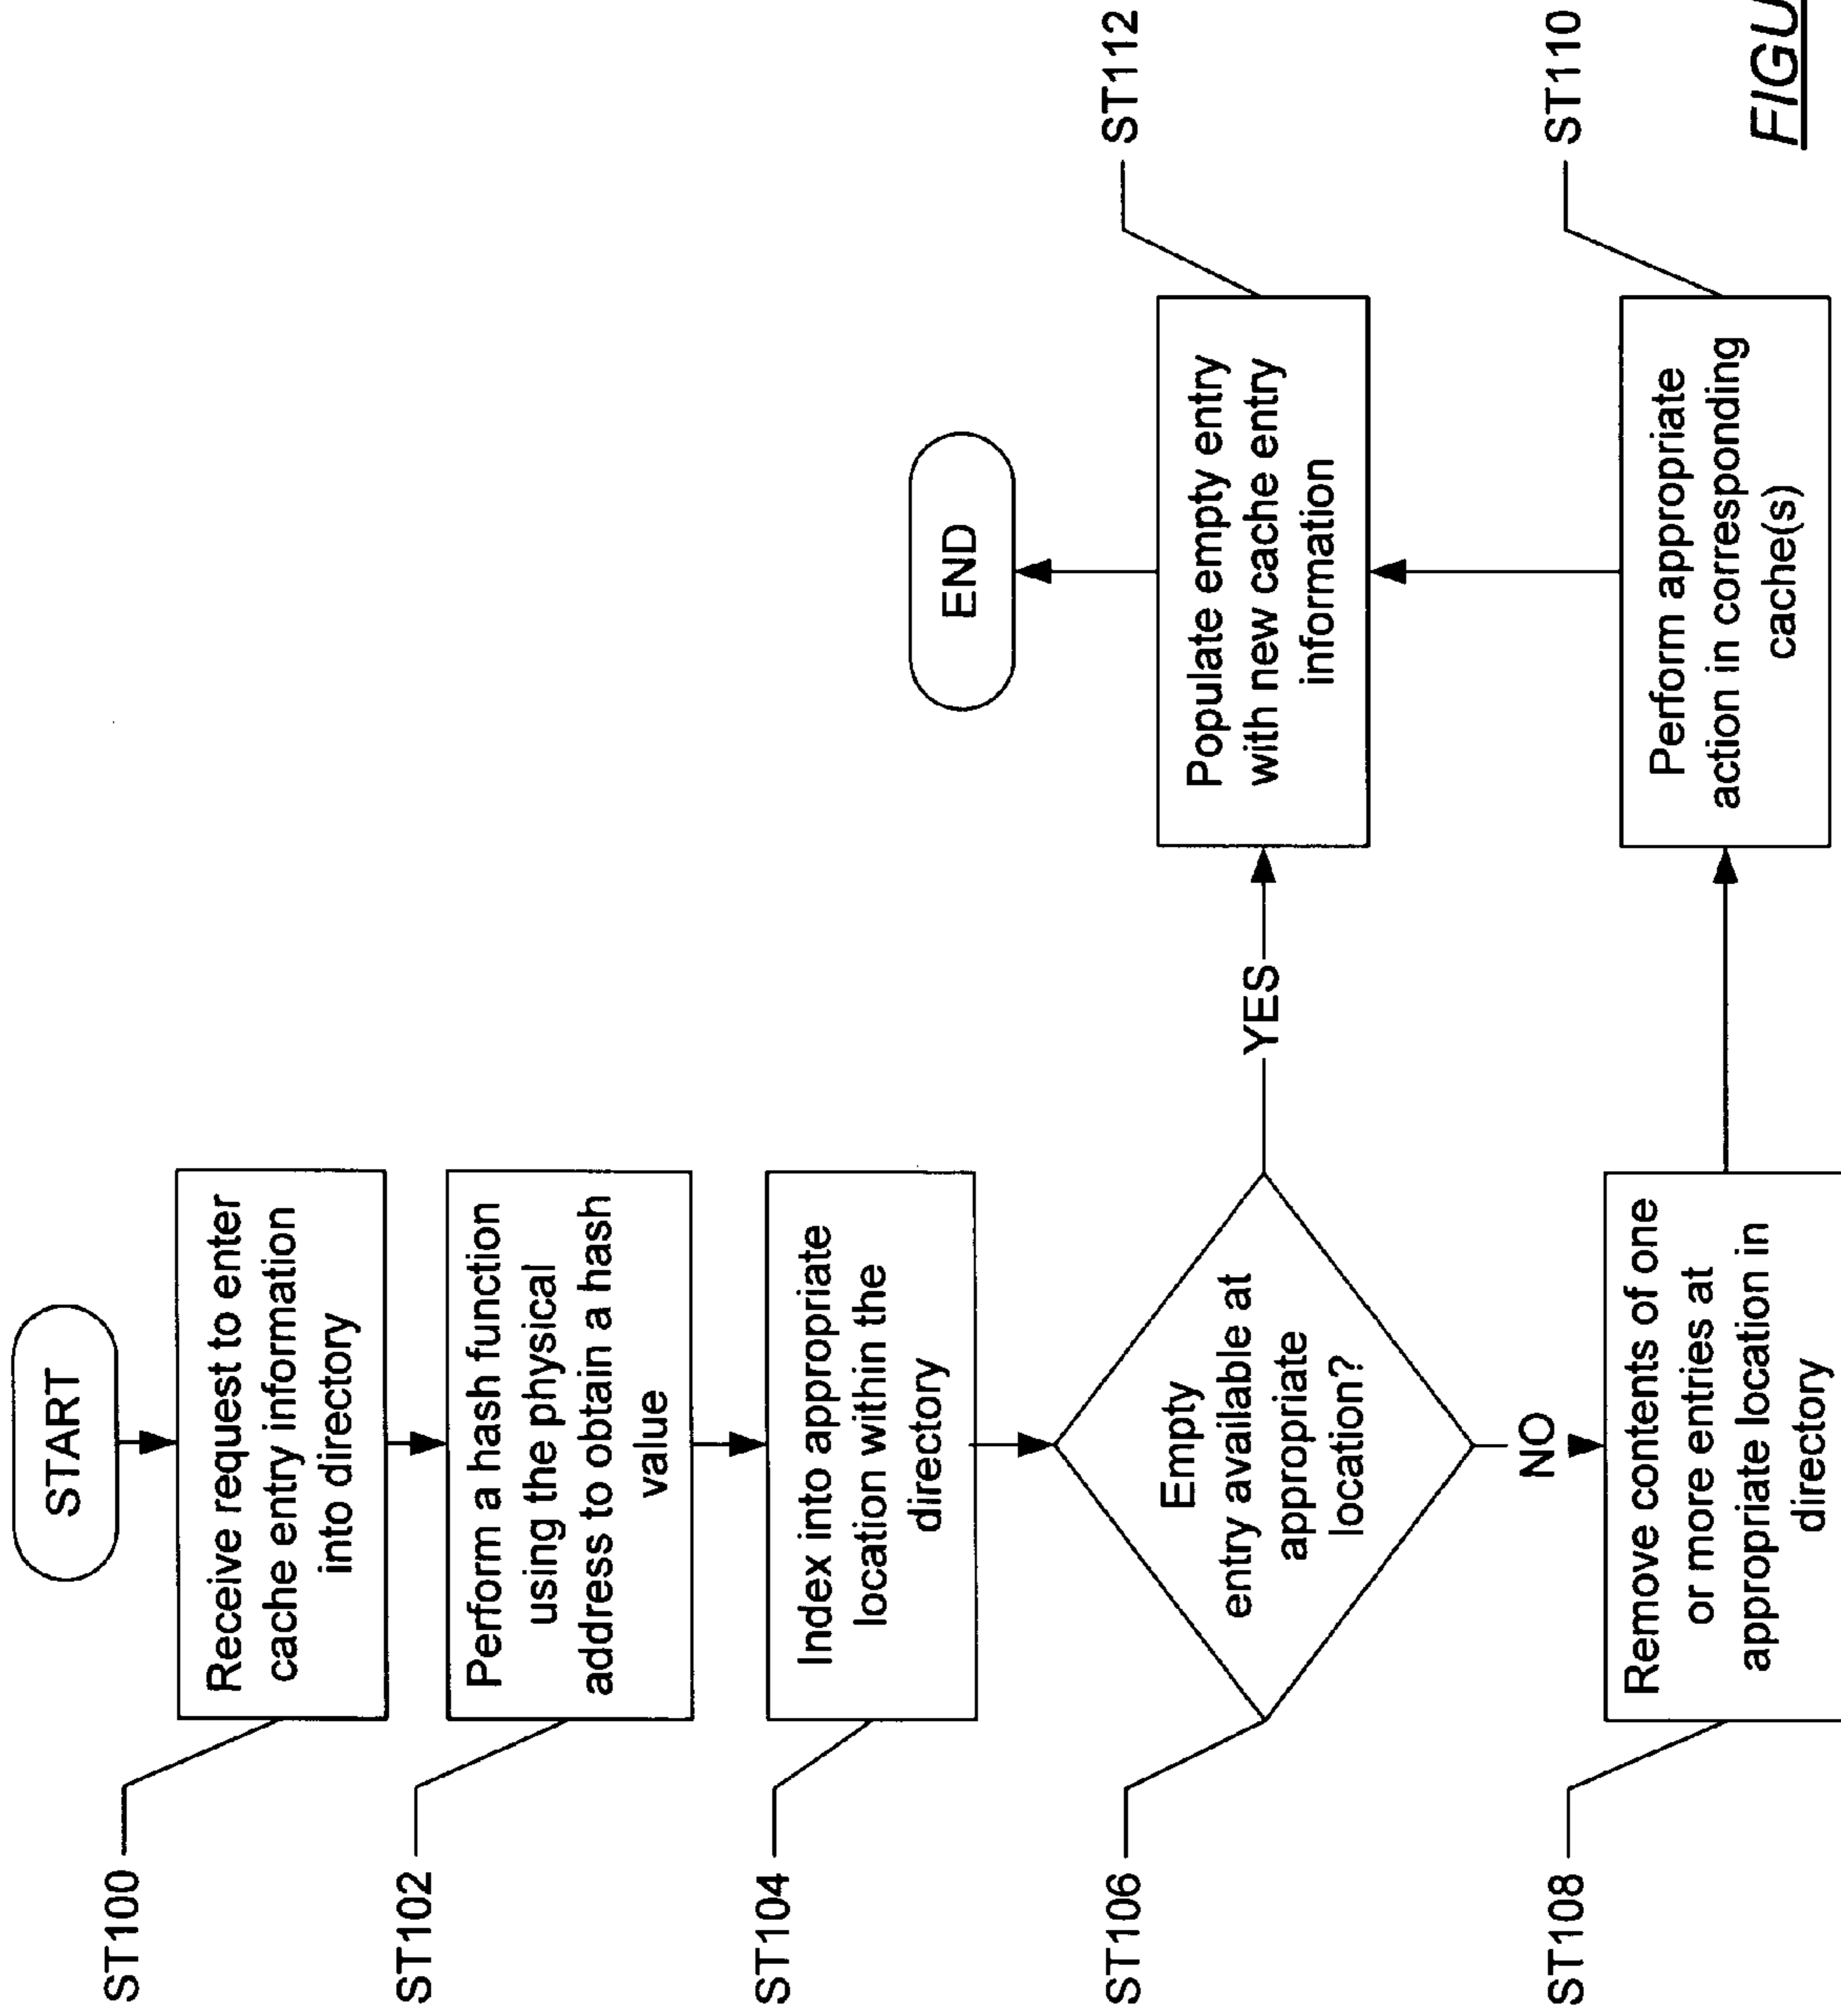 START
ST100
Receive request to enter
cache entry information
into directory
ST102
Perform a hash function
using the physical
address to obtain a hash
value
ST104
Index into appropriate
location within the
directory
ST106
Empty
entry available at
appropriate
location?
YES
NO
ST108
Remove contents of one
or more entries at
appropriate location in
directory
END
ST112
Populate empty entry
with new cache entry
information
ST110
Perform appropriate
action in corresponding
cache(s)